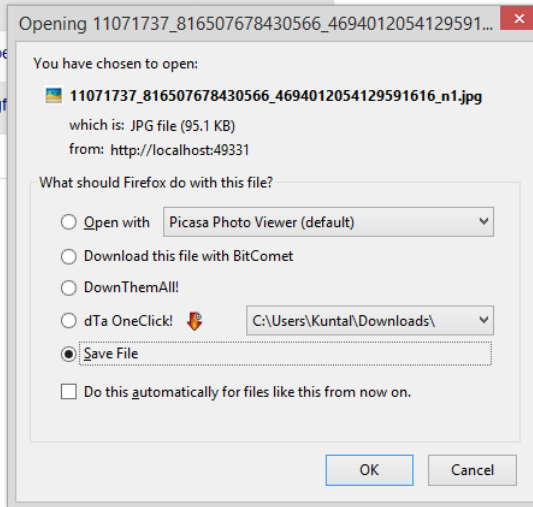 Opening 11071737_816507678430566_4694012054129591...
You have chosen to open:
11071737_816507678430566_4694012054129591616_n1.jpg
which is: JPG file (95.1 KB)
from: http://localhost:49331
What should Firefox do with this file?
Open with Picasa Photo Viewer (default)
Download this file with BitComet
DownThemAll!
dTa OneClick! C:\Users\Kuntal\Downloads\
Save File
Do this automatically for files like this from now on.
OK Cancel